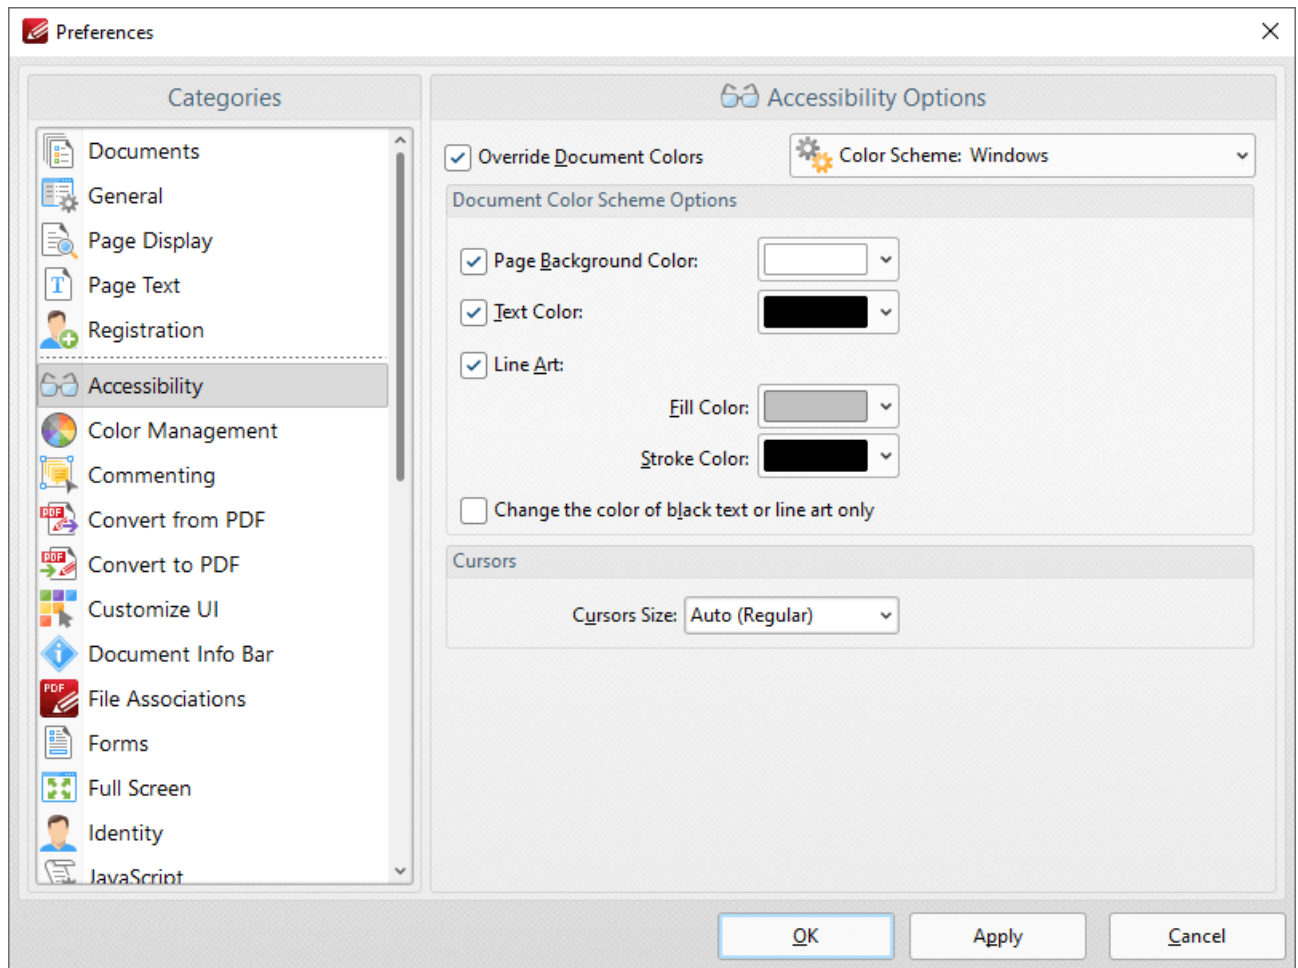 Preferences
Categories
Documents
General
Page Display
Page Text
Registration
Accessibility
Color Management
Commenting
Convert from PDF
Convert to PDF
Customize UI
Document Info Bar
File Associations
Forms
Full Screen
Identity
JavaScript
Accessibility Options
Override Document Colors
Color Scheme: Windows
Document Color Scheme Options
Page Background Color:
Text Color:
Line Art:
Fill Color:
Stroke Color:
Change the color of black text or line art only
Cursors
Cursors Size: Auto (Regular)
OK Apply Cancel